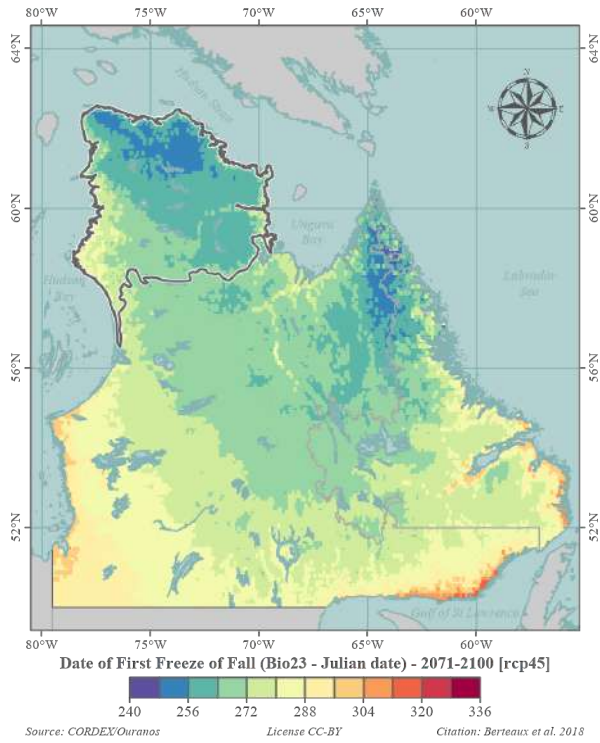 80°W 75°W 70°W 65°W 60°W
64°N 64°N
Hudson Strait
N
W E
S
60°N 60°N
Ungava
Bay
Labrador
Sea
Hudson
Bay
56°N 56°N
52°N 52°N
Gulf of St Lawrence
80°W 75°W 70°W 65°W 60°W
Date of First Freeze of Fall (Bio23 - Julian date) - 2071-2100 [rcp45]
240 256 272 288 304 320 336
Source: CORDEX/Ouranos License CC-BY Citation: Berteaux et al. 2018